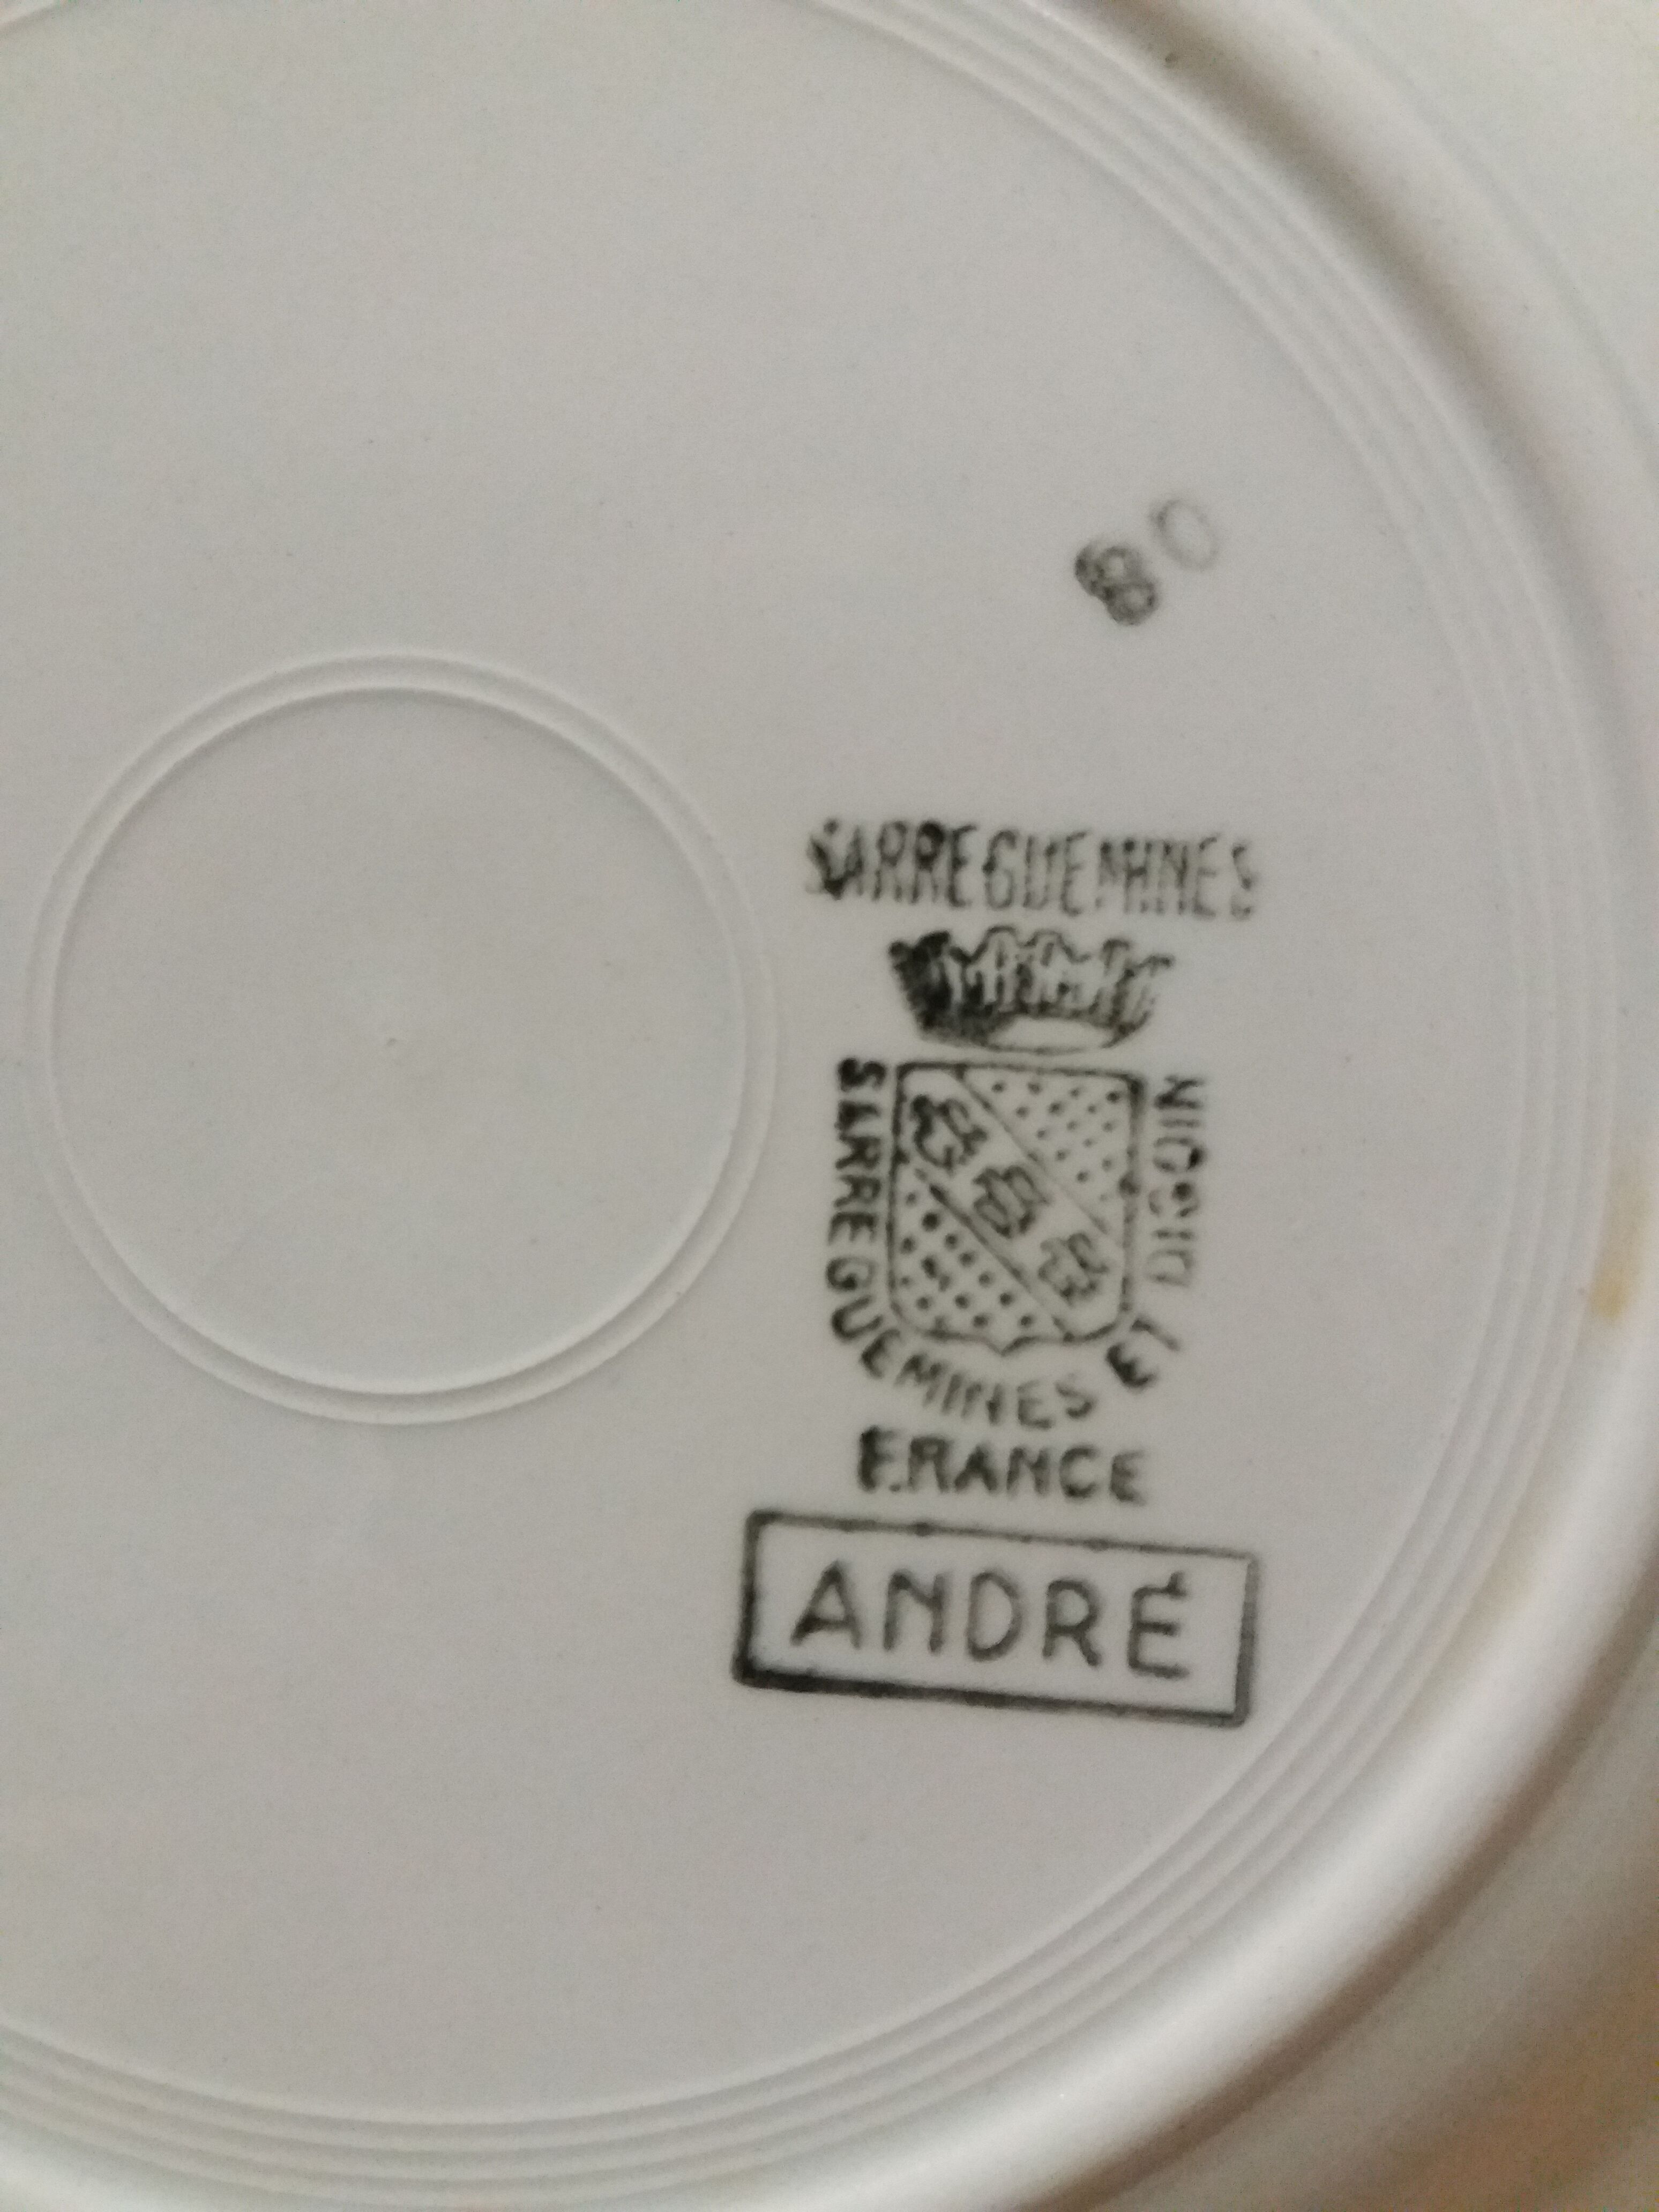 80
SARREGUEMINES
SARREGUEMINES ET DIGOIN
FRANCE
ANDRÉ